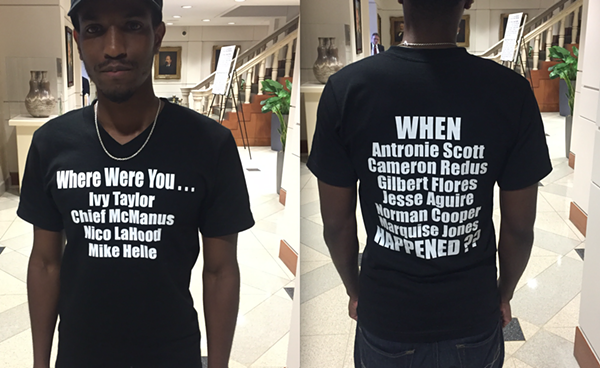 Where Were You ...
Ivy Taylor
Chief McManus
Nico LaHood
Mike Helle
WHEN
Antronie Scott
Cameron Redus
Gilbert Flores
Jesse Aguire
Norman Cooper
Marquise Jones
HAPPENED ??